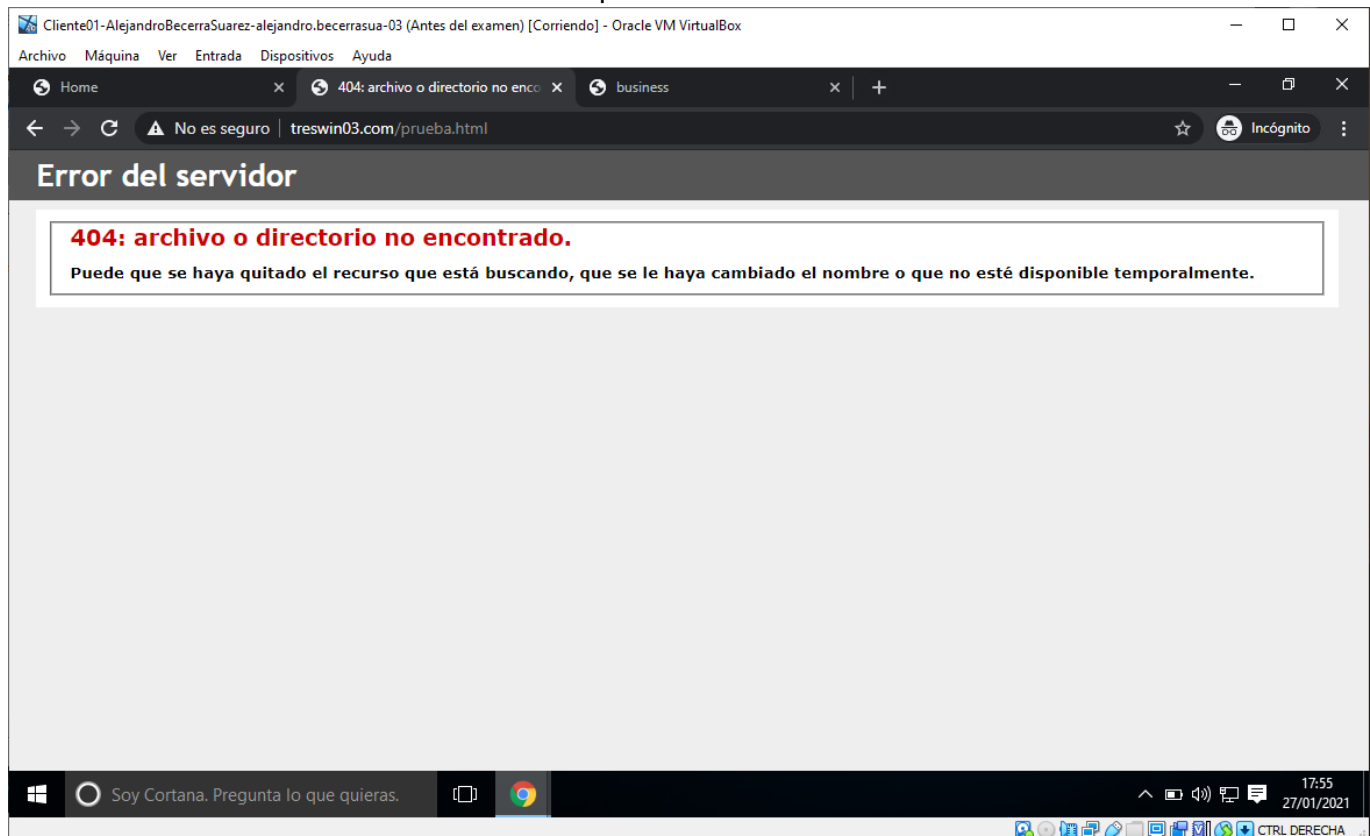 Cliente01-AlejandroBecerraSuarez-alejandro.becerrasua-03 (Antes del examen) [Corriendo] - Oracle VM VirtualBox
Archivo Máquina Ver Entrada Dispositivos Ayuda
Home 404: archivo o directorio no enco business
No es seguro | treswin03.com/prueba.html Incógnito
Error del servidor
404: archivo o directorio no encontrado.
Puede que se haya quitado el recurso que está buscando, que se le haya cambiado el nombre o que no esté disponible temporalmente.
Soy Cortana. Pregunta lo que quieras. 17:55
27/01/2021
CTRL DERECHA